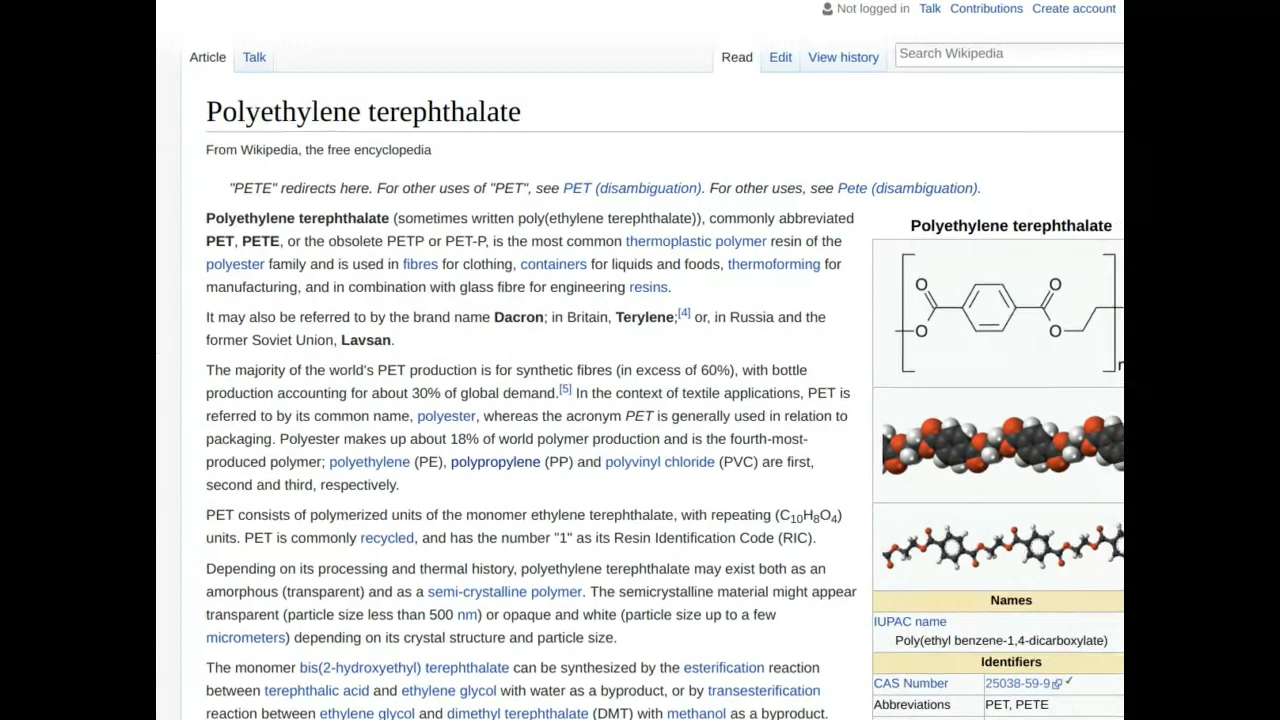 Not logged in Talk Contributions Create account
Article Talk Read Edit View history Search Wikipedia
Polyethylene terephthalate
From Wikipedia, the free encyclopedia
"PETE" redirects here. For other uses of "PET", see PET (disambiguation). For other uses, see Pete (disambiguation).
Polyethylene terephthalate (sometimes written poly(ethylene terephthalate)), commonly abbreviated
PET, PETE, or the obsolete PETP or PET-P, is the most common thermoplastic polymer resin of the
polyester family and is used in fibres for clothing, containers for liquids and foods, thermoforming for
manufacturing, and in combination with glass fibre for engineering resins.
It may also be referred to by the brand name Dacron; in Britain, Terylene;[4] or, in Russia and the
former Soviet Union, Lavsan.
The majority of the world's PET production is for synthetic fibres (in excess of 60%), with bottle
production accounting for about 30% of global demand.[5] In the context of textile applications, PET is
referred to by its common name, polyester, whereas the acronym PET is generally used in relation to
packaging. Polyester makes up about 18% of world polymer production and is the fourth-most-
produced polymer; polyethylene (PE), polypropylene (PP) and polyvinyl chloride (PVC) are first,
second and third, respectively.
PET consists of polymerized units of the monomer ethylene terephthalate, with repeating (C10H8O4)
units. PET is commonly recycled, and has the number "1" as its Resin Identification Code (RIC).
Depending on its processing and thermal history, polyethylene terephthalate may exist both as an
amorphous (transparent) and as a semi-crystalline polymer. The semicrystalline material might appear
transparent (particle size less than 500 nm) or opaque and white (particle size up to a few
micrometers) depending on its crystal structure and particle size.
The monomer bis(2-hydroxyethyl) terephthalate can be synthesized by the esterification reaction
between terephthalic acid and ethylene glycol with water as a byproduct, or by transesterification
reaction between ethylene glycol and dimethyl terephthalate (DMT) with methanol as a byproduct.
Polyethylene terephthalate
O O
O O
n
Names
IUPAC name
Poly(ethyl benzene-1,4-dicarboxylate)
Identifiers
CAS Number 25038-59-9 ✓
Abbreviations PET, PETE